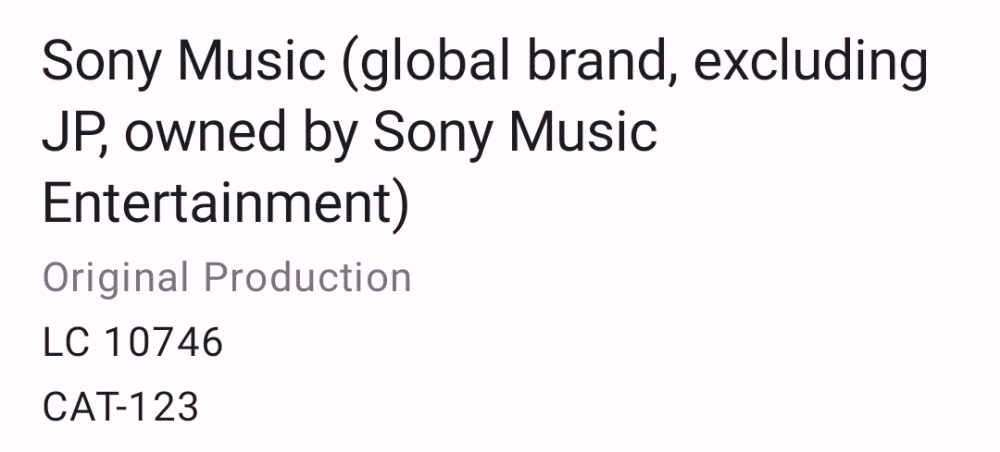 Sony Music (global brand, excluding
JP, owned by Sony Music
Entertainment)
Original Production
LC 10746
CAT-123